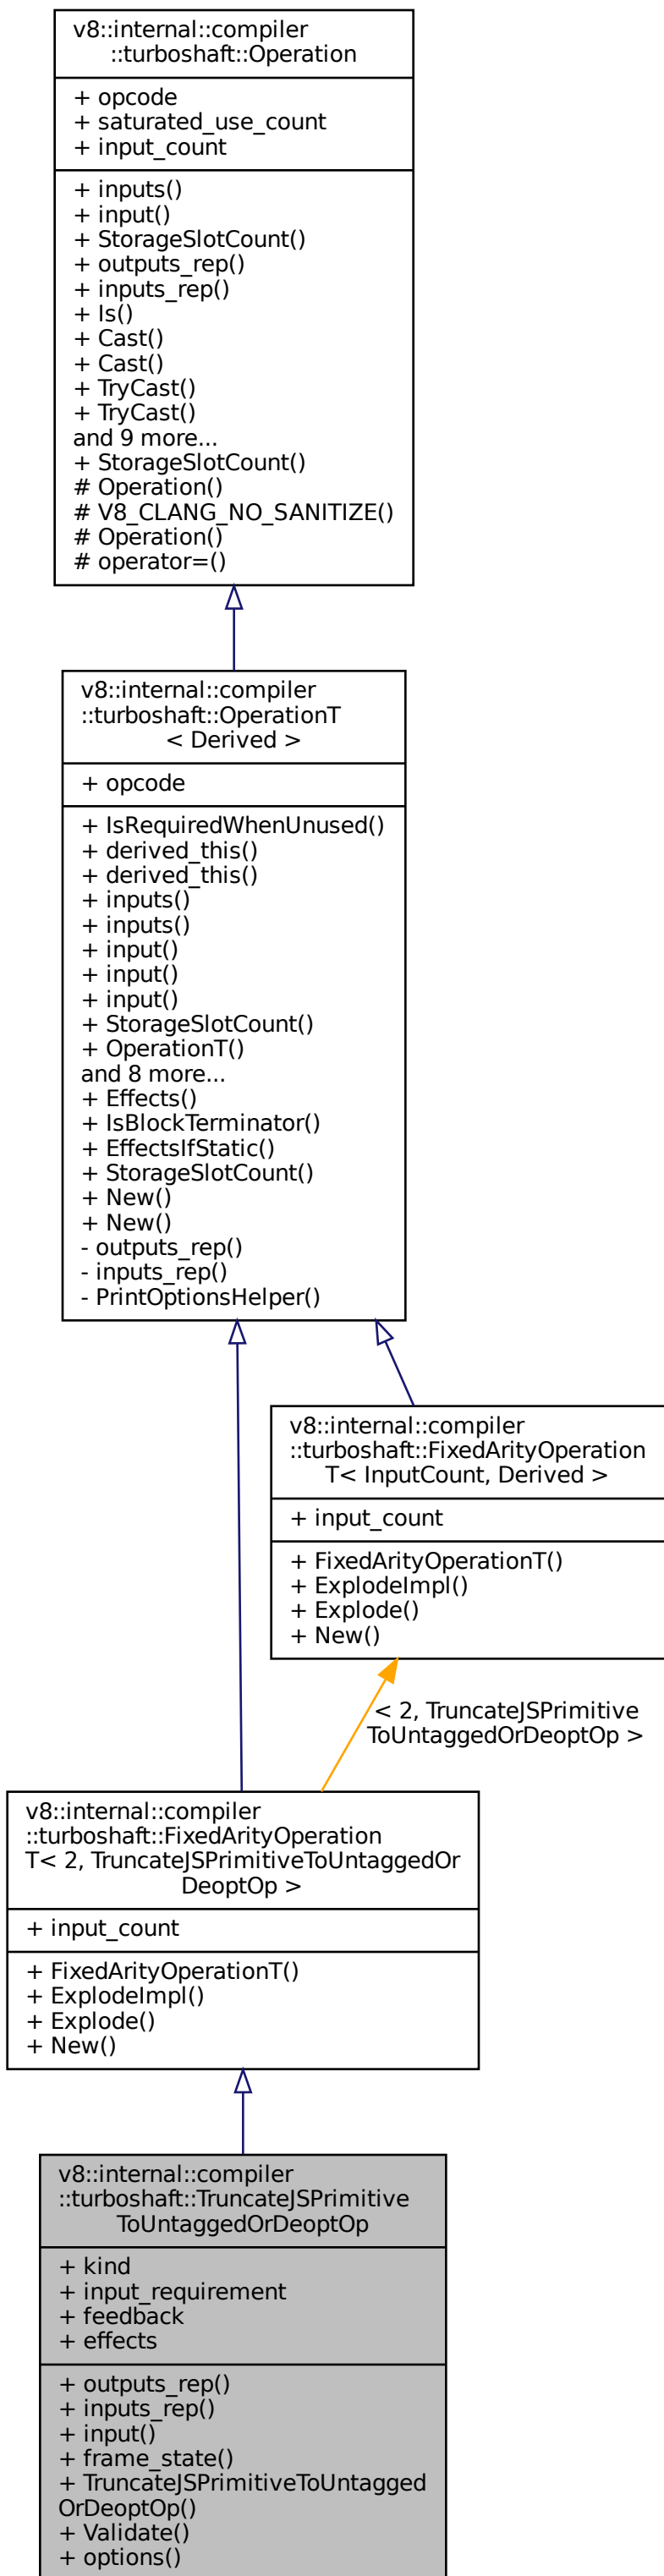 v8::internal::compiler
::turboshaft::Operation
+ opcode
+ saturated_use_count
+ input_count
+ inputs()
+ input()
+ StorageSlotCount()
+ outputs_rep()
+ inputs_rep()
+ Is()
+ Cast()
+ Cast()
+ TryCast()
+ TryCast()
and 9 more...
+ StorageSlotCount()
# Operation()
# V8_CLANG_NO_SANITIZE()
# Operation()
# operator=()
v8::internal::compiler
::turboshaft::OperationT
< Derived >
+ opcode
+ IsRequiredWhenUnused()
+ derived_this()
+ derived_this()
+ inputs()
+ inputs()
+ input()
+ input()
+ input()
+ StorageSlotCount()
+ OperationT()
and 8 more...
+ Effects()
+ IsBlockTerminator()
+ EffectsIfStatic()
+ StorageSlotCount()
+ New()
+ New()
- outputs_rep()
- inputs_rep()
- PrintOptionsHelper()
v8::internal::compiler
::turboshaft::FixedArityOperation
T< InputCount, Derived >
+ input_count
+ FixedArityOperationT()
+ ExplodeImpl()
+ Explode()
+ New()
< 2, TruncateJSPrimitive
ToUntaggedOrDeoptOp >
v8::internal::compiler
::turboshaft::FixedArityOperation
T< 2, TruncateJSPrimitiveToUntaggedOr
DeoptOp >
+ input_count
+ FixedArityOperationT()
+ ExplodeImpl()
+ Explode()
+ New()
v8::internal::compiler
::turboshaft::TruncateJSPrimitive
ToUntaggedOrDeoptOp
+ kind
+ input_requirement
+ feedback
+ effects
+ outputs_rep()
+ inputs_rep()
+ input()
+ frame_state()
+ TruncateJSPrimitiveToUntagged
OrDeoptOp()
+ Validate()
+ options()